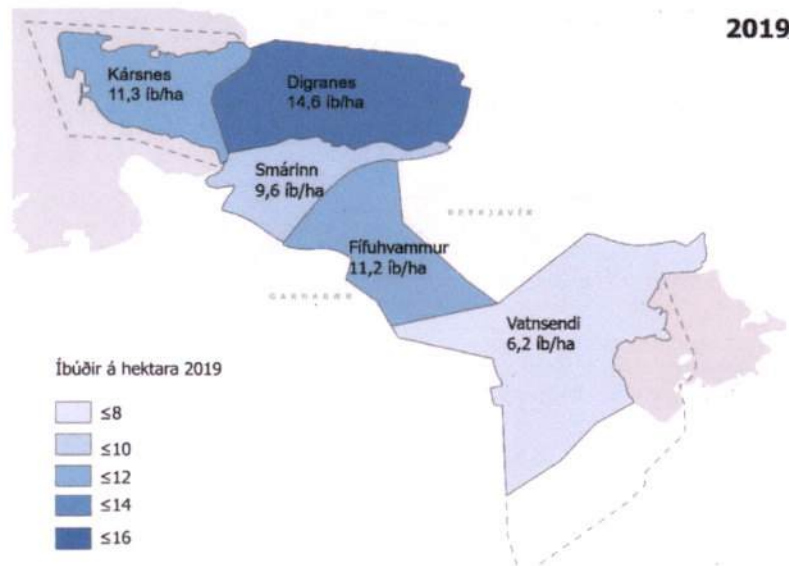 2019
Kársnes
11,3 íb/ha
Digranes
14,6 íb/ha
Smárinn
9,6 íb/ha
REYKJAVÍK
Fífuhvammur
11,2 íb/ha
GARÐABÆR
Vatnsendi
6,2 íb/ha
Íbúðir á hektara 2019
≤8
≤10
≤12
≤14
≤16